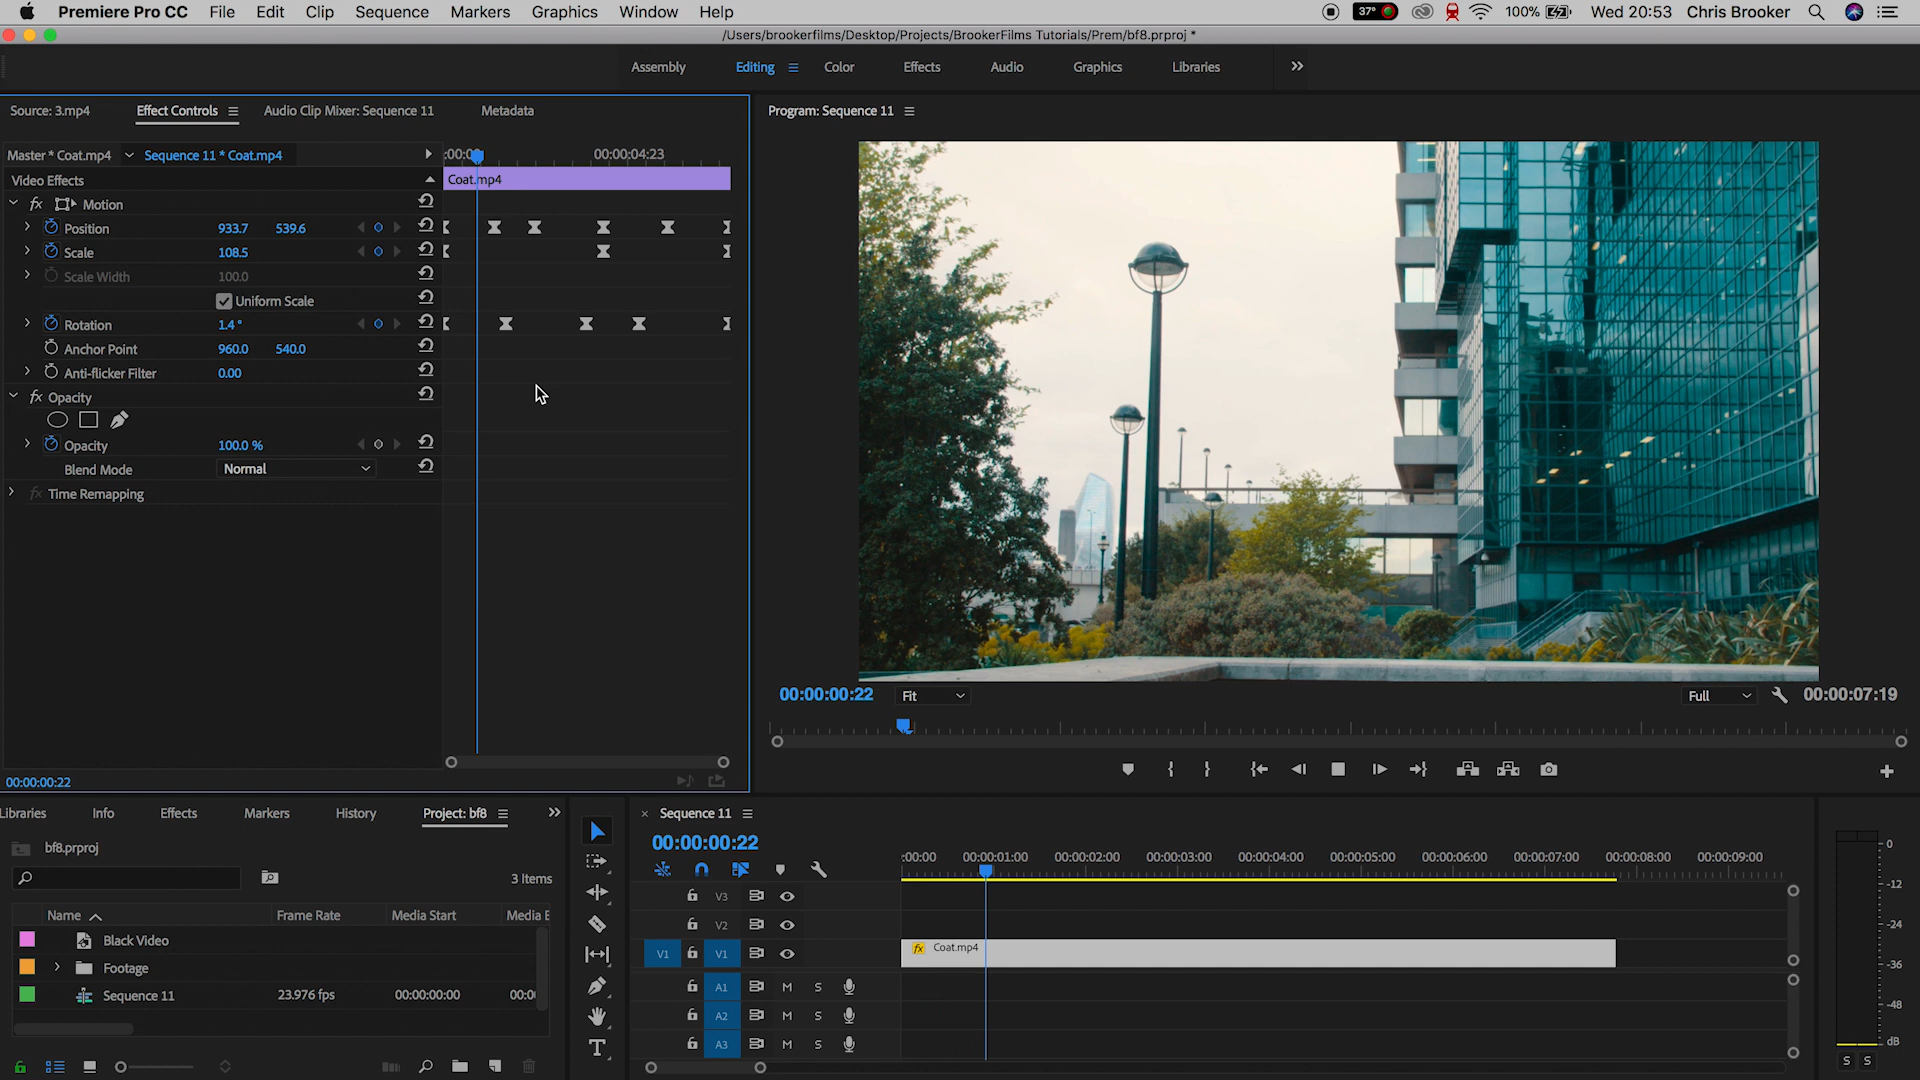 Premiere Pro CC File Edit Clip Sequence Markers Graphics Window Help 37° 100% Wed 20:53 Chris Brooker
/Users/brookerfilms/Desktop/Projects/BrookerFilms Tutorials/Prem/bf8.prproj *
Assembly Editing Color Effects Audio Graphics Libraries
Source: 3.mp4 Effect Controls Audio Clip Mixer: Sequence 11 Metadata
Master * Coat.mp4 Sequence 11 * Coat.mp4
:00:00 00:00:04:23
Video Effects
Coat.mp4
fx Motion
Position 933.7 539.6
Scale 108.5
Scale Width 100.0
Uniform Scale
Rotation 1.4 °
Anchor Point 960.0 540.0
Anti-flicker Filter 0.00
fx Opacity
Opacity 100.0 %
Blend Mode Normal
fx Time Remapping
00:00:00:22
Program: Sequence 11
00:00:00:22 Fit Full 00:00:07:19
Libraries Info Effects Markers History Project: bf8
bf8.prproj
3 Items
Name Frame Rate Media Start Media E
Black Video
Footage
Sequence 11 23.976 fps 00:00:00:00 00:0
Sequence 11
00:00:00:22
:00:00 00:00:01:00 00:00:02:00 00:00:03:00 00:00:04:00 00:00:05:00 00:00:06:00 00:00:07:00 00:00:08:00 00:00:09:00
V3
V2
V1 V1
fx Coat.mp4
A1 M S
A2 M S
A3 M S
0
-12
-24
-36
-48
dB
S S